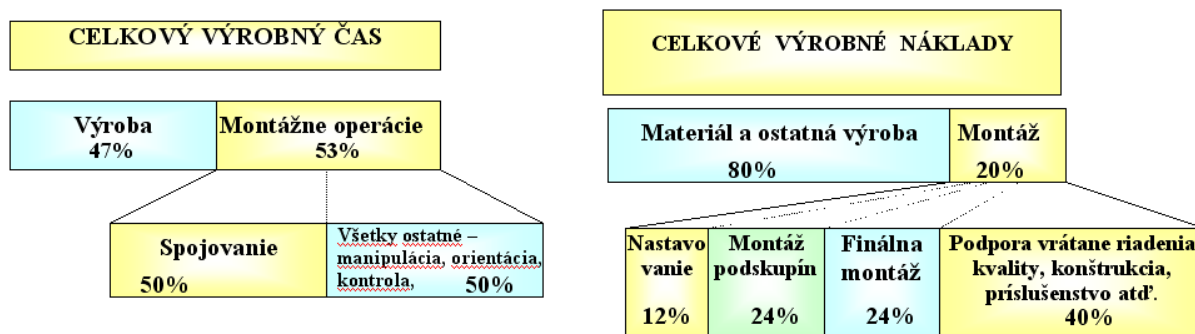 CELKOVÝ VÝROBNÝ ČAS
Výroba
47%
Montážne operácie
53%
Spojovanie
50%
Všetky ostatné –
manipulácia, orientácia,
kontrola,
50%
CELKOVÉ VÝROBNÉ NÁKLADY
Materiál a ostatná výroba
80%
Montáž
20%
Nastavo
vanie
12%
Montáž
podskupín
24%
Finálna
montáž
24%
Podpora vrátane riadenia
kvality, konštrukcia,
príslušenstvo atď.
40%